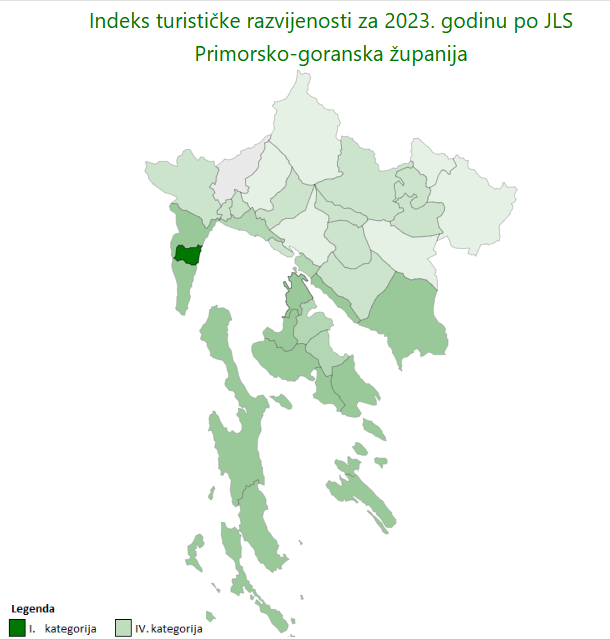 Indeks turističke razvijenosti za 2023. godinu po JLS
Primorsko-goranska županija
Legenda
I. kategorija
IV. kategorija